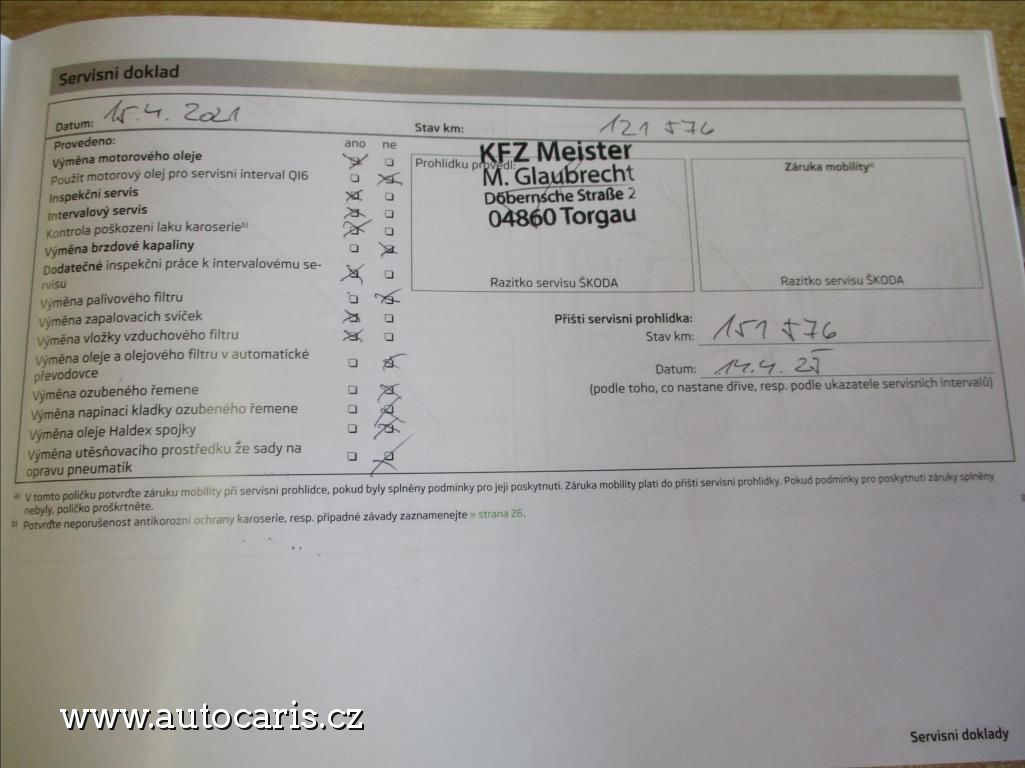 Servisní doklad
Datum: 15.4. 2021
Stav km: 121 576
Provedeno:
ano ne
Výměna motorového oleje
Použit motorový olej pro servisní interval QI6
Inspekční servis
Intervalový servis
Kontrola poškození laku karoserie b)
Výměna brzdové kapaliny
Dodatečné inspekční práce k intervalovému se-
rvisu
Výměna palivového filtru
Výměna zapalovacích svíček
Výměna vložky vzduchového filtru
Výměna oleje a olejového filtru v automatické
převodovce
Výměna ozubeného řemene
Výměna napínací kladky ozubeného řemene
Výměna oleje Haldex spojky
Výměna utěsňovacího prostředku ze sady na
opravu pneumatik
Prohlídku provedl:
KFZ Meister
M. Glaubrecht
Döbernsche Straße 2
04860 Torgau
Razítko servisu ŠKODA
Záruka mobility a)
Razítko servisu ŠKODA
Příští servisní prohlídka:
Stav km: 151 576
Datum: 14.4.
(podle toho, co nastane dříve, resp. podle ukazatele servisních intervalů)
a) V tomto políčku potvrďte záruku mobility při servisní prohlídce, pokud byly splněny podmínky pro její poskytnutí. Záruka mobility platí do příští servisní prohlídky. Pokud podmínky pro poskytnutí záruky splněny
nebyly, políčko proškrtněte.
b) Potvrďte neporušenost antikorozní ochrany karoserie, resp. případné závady zaznamenejte » strana 26.
www.autocaris.cz
Servisní doklady